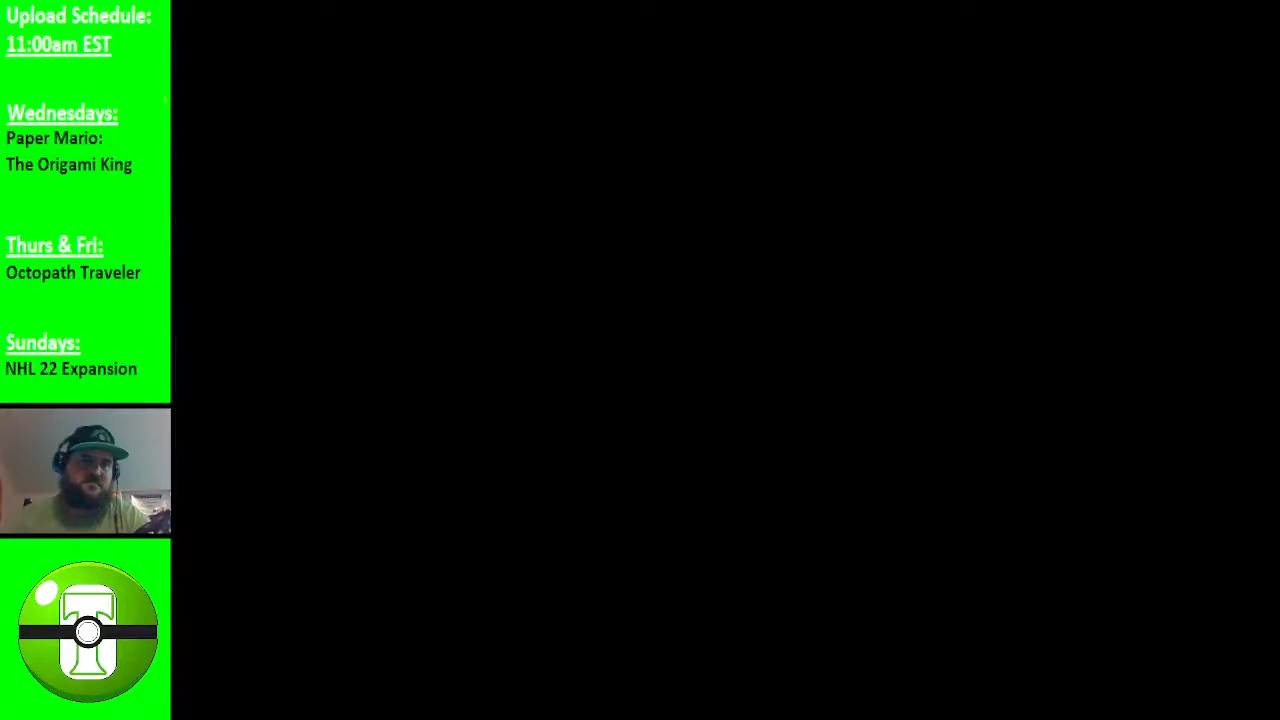 Upload Schedule:
11:00am EST
Wednesdays:
Paper Mario:
The Origami King
Thurs & Fri:
Octopath Traveler
Sundays:
NHL 22 Expansion
T